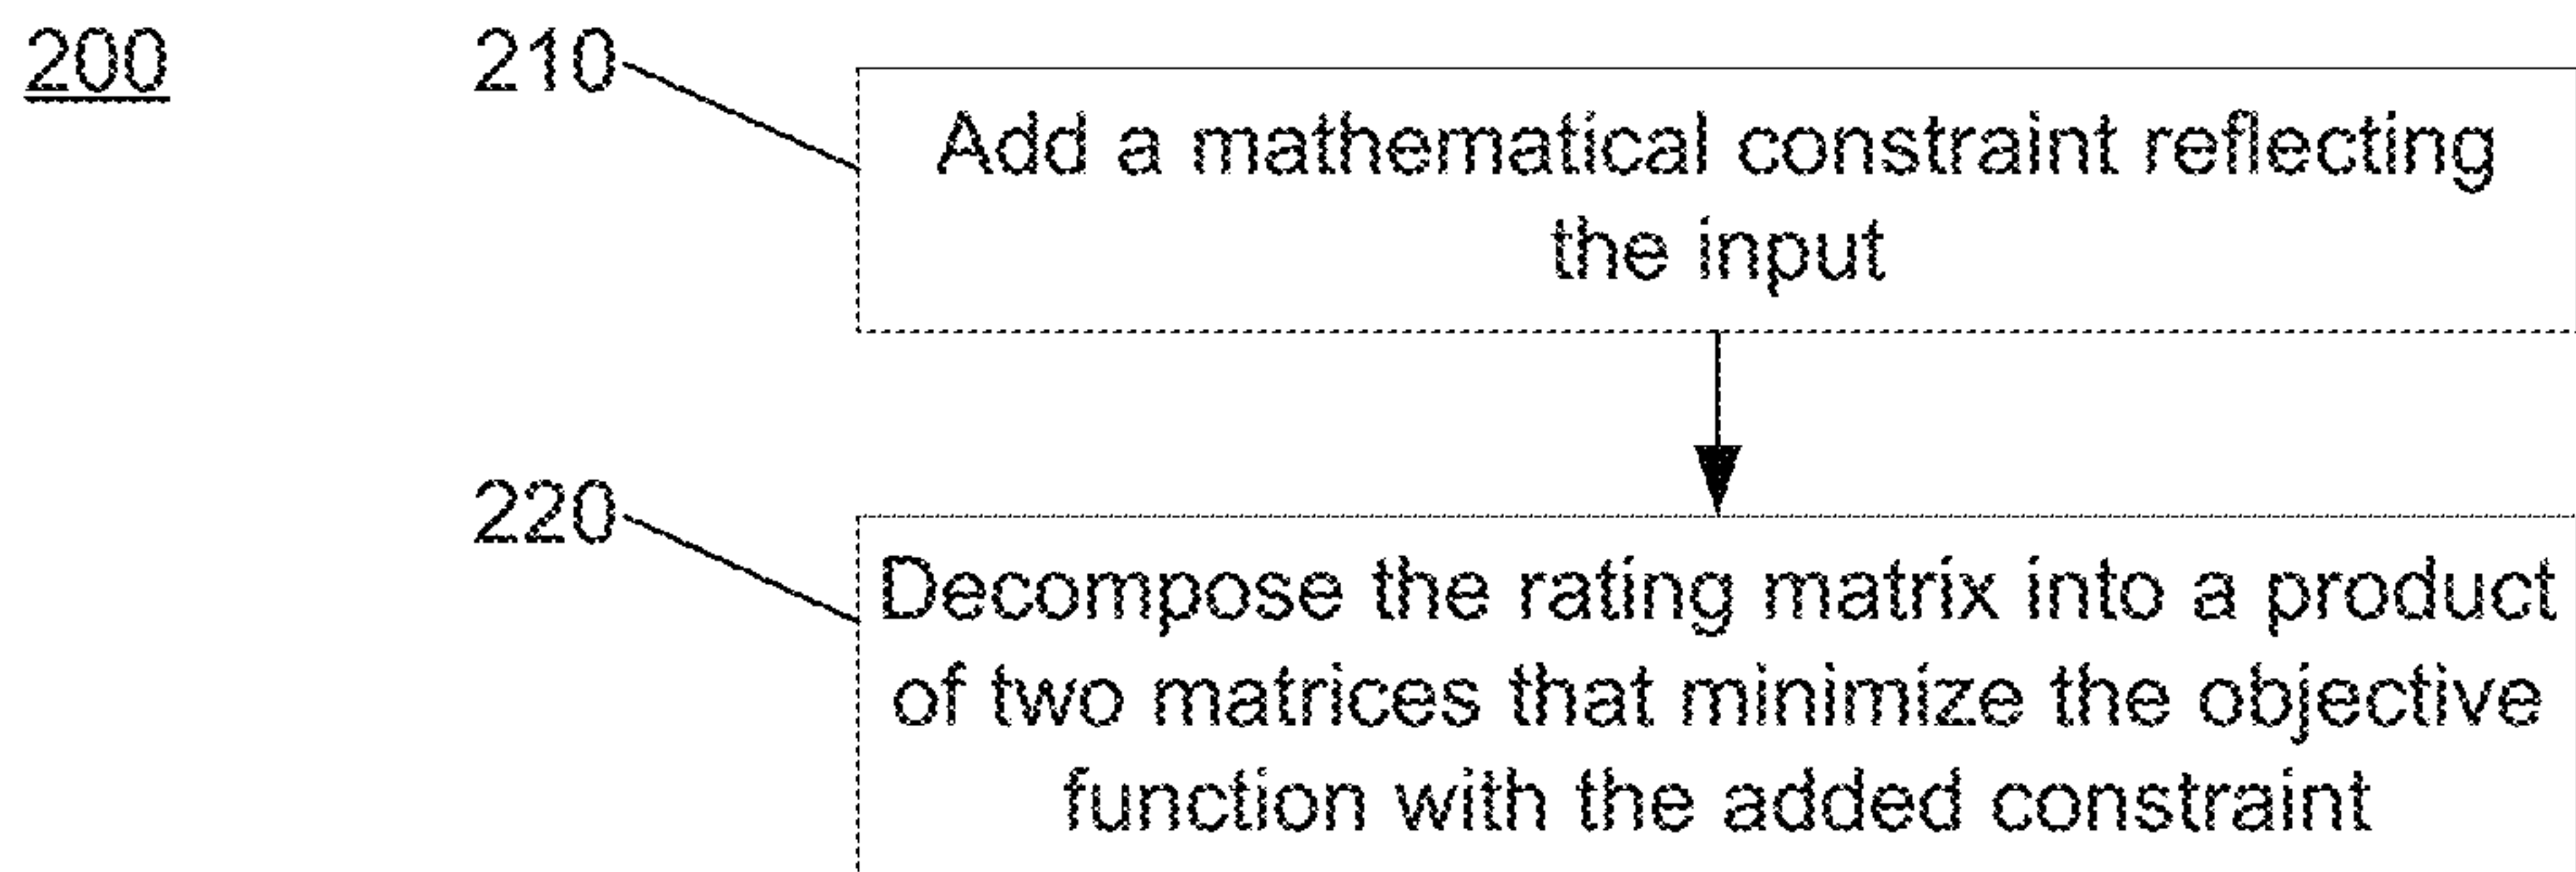 200
210
Add a mathematical constraint reflecting
the input
220
Decompose the rating matrix into a product
of two matrices that minimize the objective
function with the added constraint